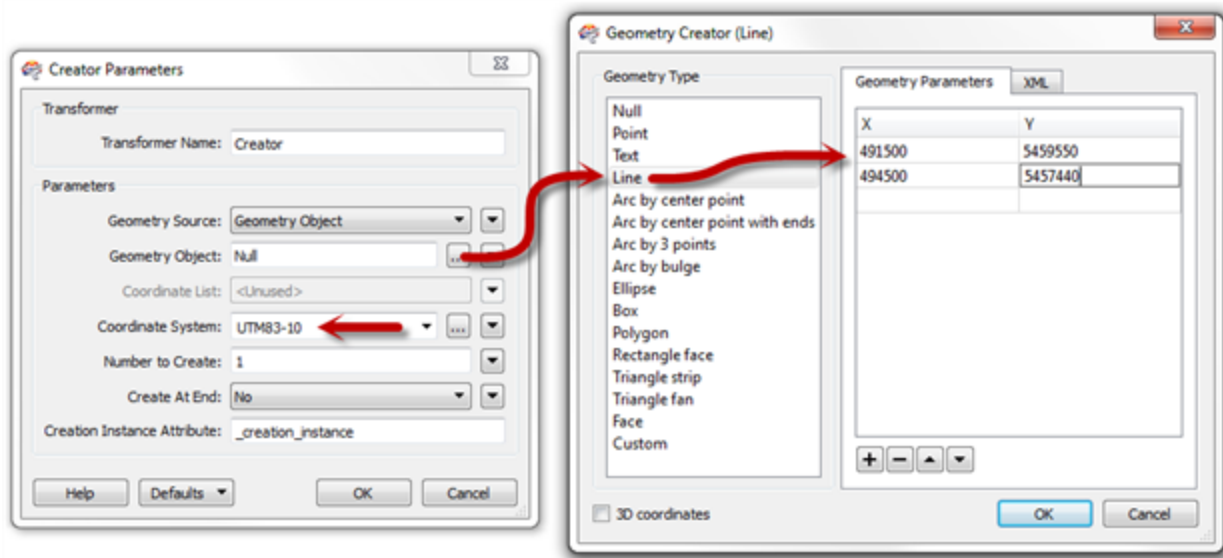 Creator Parameters
Transformer
Transformer Name: Creator
Parameters
Geometry Source: Geometry Object
Geometry Object: Null ...
Coordinate List: <Unused>
Coordinate System: UTM83-10 ...
Number to Create: 1
Create At End: No
Creation Instance Attribute: _creation_instance
Help Defaults OK Cancel
Geometry Creator (Line)
Geometry Type
Null
Point
Text
Line
Arc by center point
Arc by center point with ends
Arc by 3 points
Arc by bulge
Ellipse
Box
Polygon
Rectangle face
Triangle strip
Triangle fan
Face
Custom
Geometry Parameters XML
X Y
491500 5459550
494500 5457440
3D coordinates
OK Cancel